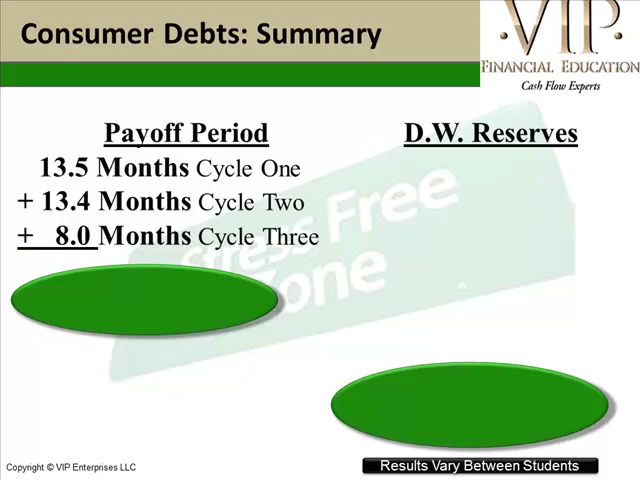 Consumer Debts: Summary
·VIP·
FINANCIAL EDUCATION
Cash Flow Experts
Payoff Period
D.W. Reserves
13.5 Months Cycle One
+ 13.4 Months Cycle Two
+ 8.0 Months Cycle Three
Stress Free
Zone
Copyright © VIP Enterprises LLC
Results Vary Between Students